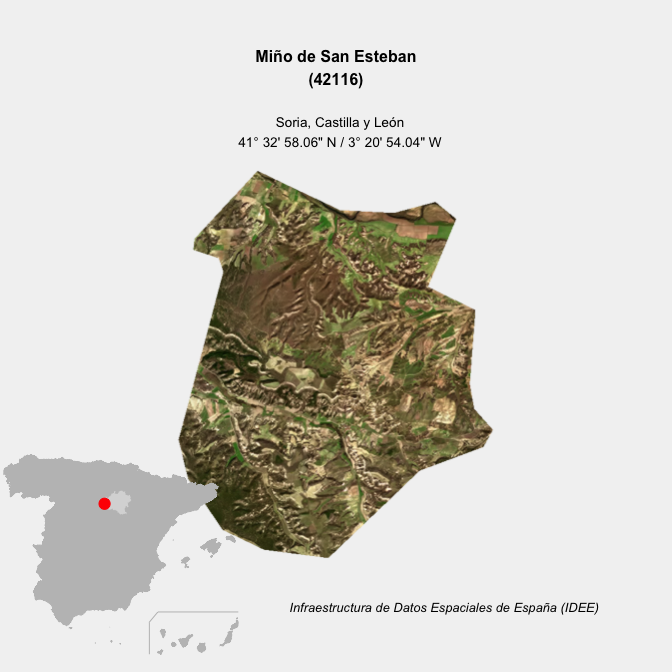 Miño de San Esteban
(42116)
Soria, Castilla y León
41° 32' 58.06" N / 3° 20' 54.04" W
Infraestructura de Datos Espaciales de España (IDEE)